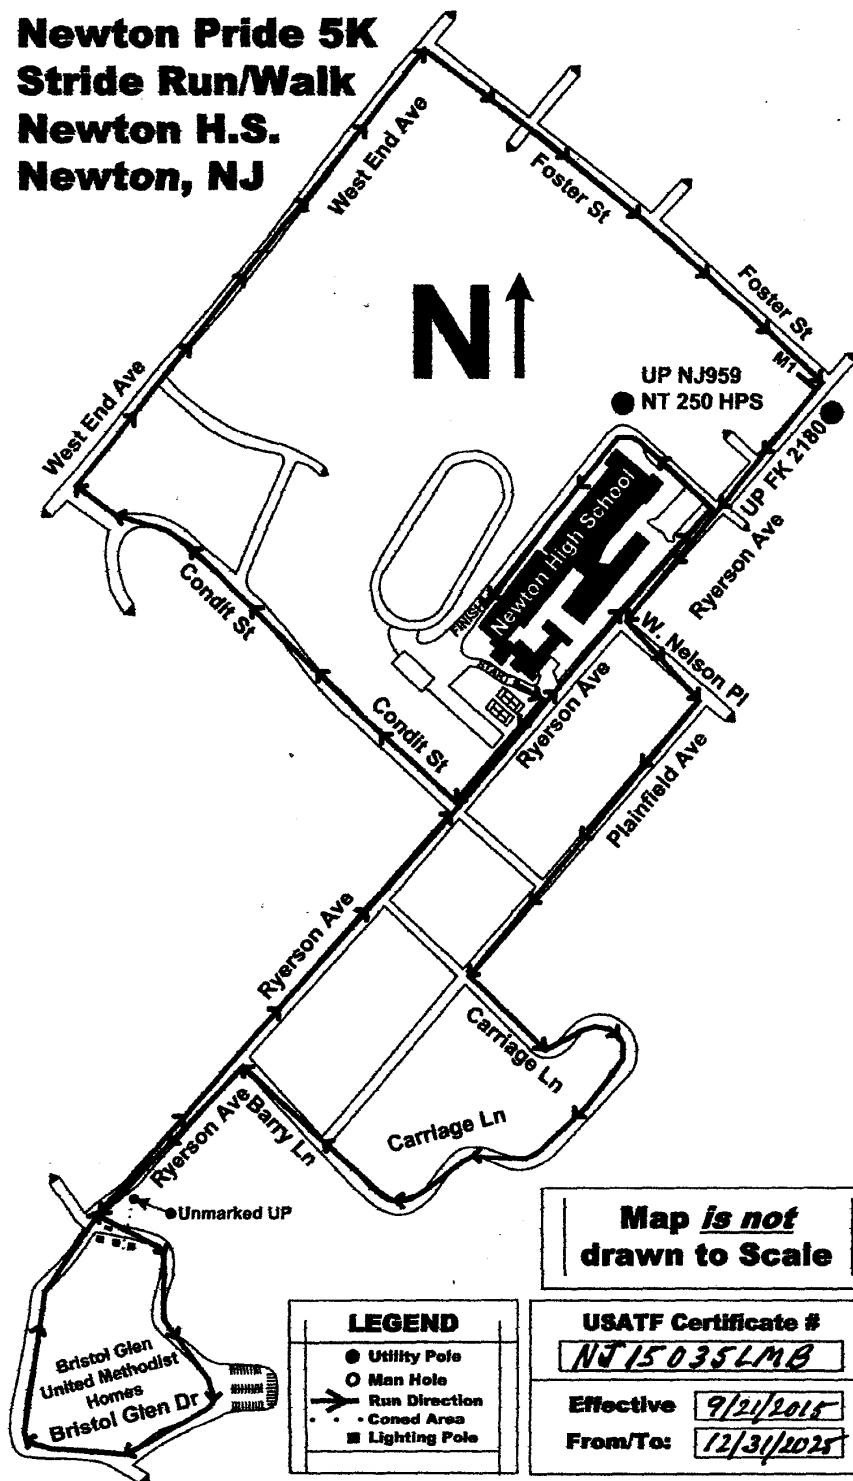 Newton Pride 5K
Stride Run/Walk
Newton H.S.
Newton, NJ
West End Ave
Foster St
Foster St
N
M1
UP NJ959
NT 250 HPS
West End Ave
UP FK 2180
Newton High School
Ryerson Ave
FINISH
Condit St
W. Nelson Pl
START
Ryerson Ave
Condit St
Plainfield Ave
Ryerson Ave
Carriage Ln
Ryerson Ave
Barry Ln
Carriage Ln
Unmarked UP
Map is not
drawn to Scale
Bristol Glen
United Methodist
Homes
Bristol Glen Dr
LEGEND
Utility Pole
Man Hole
Run Direction
Coned Area
Lighting Pole
USATF Certificate #
NJ15035LMB
Effective 9/21/2015
From/To: 12/31/2025